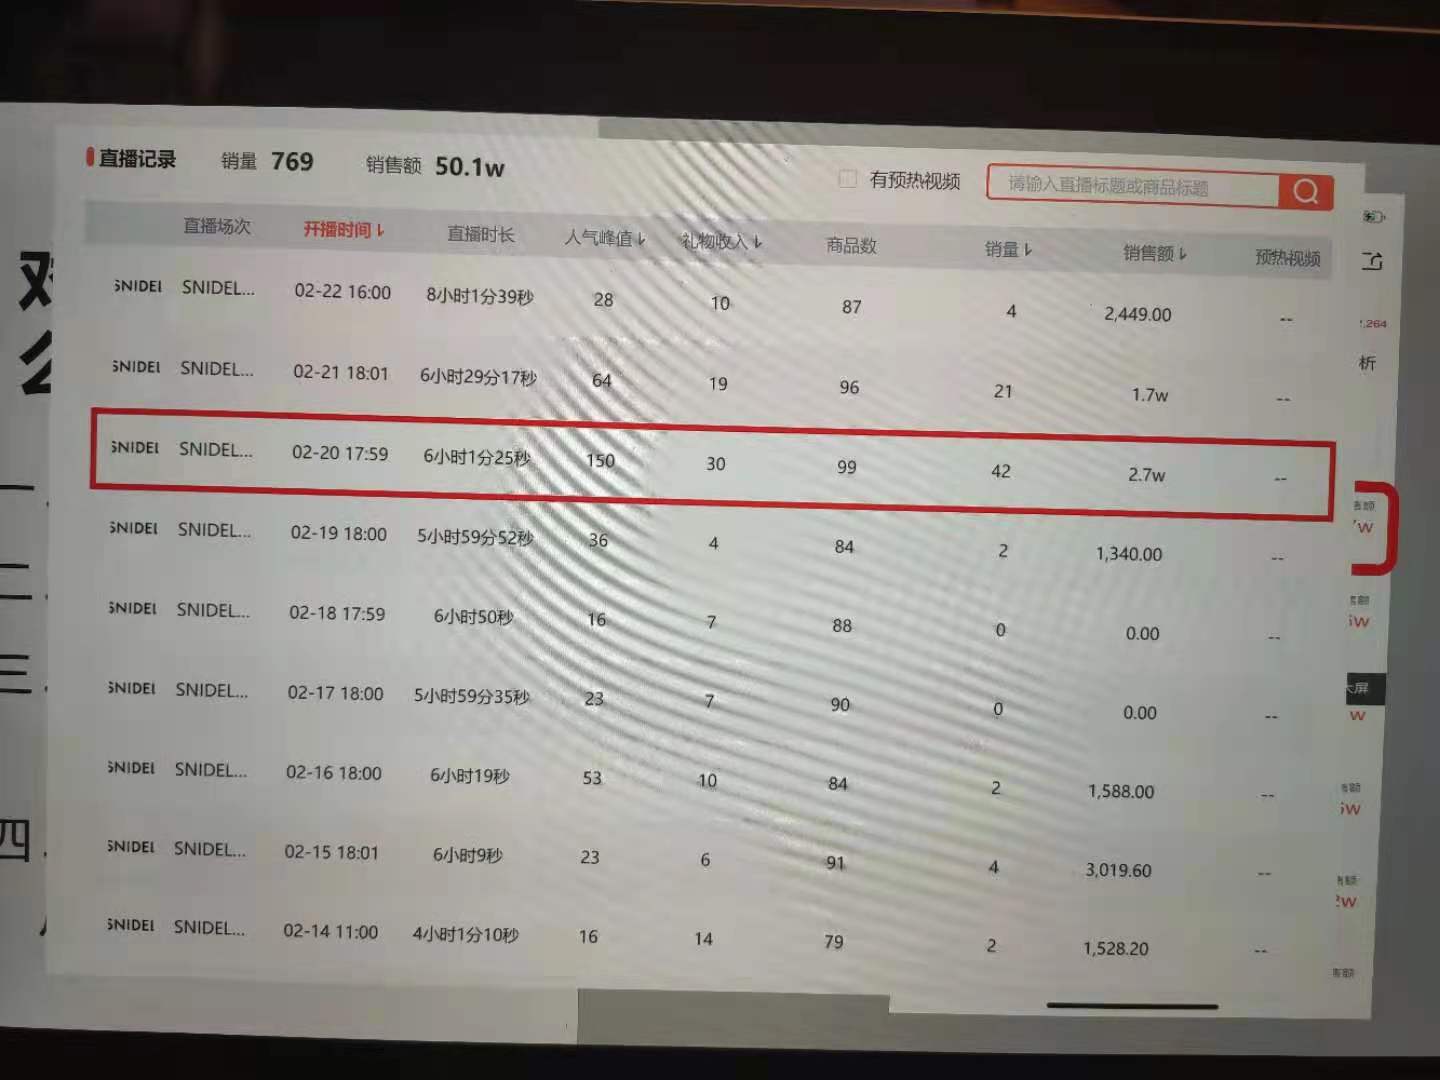 直播记录 销量 769 销售额 50.1w 有预热视频 请输入直播标题或商品标题
直播场次 开播时间 直播时长 人气峰值 礼物收入 商品数 销量 销售额 预热视频
SNIDEL SNIDEL... 02-22 16:00 8小时1分39秒 28 10 87 4 2,449.00 --
SNIDEL SNIDEL... 02-21 18:01 6小时29分17秒 64 19 96 21 1.7w --
SNIDEL SNIDEL... 02-20 17:59 6小时1分25秒 150 30 99 42 2.7w --
SNIDEL SNIDEL... 02-19 18:00 5小时59分52秒 36 4 84 2 1,340.00 --
SNIDEL SNIDEL... 02-18 17:59 6小时50秒 16 7 88 0 0.00 --
SNIDEL SNIDEL... 02-17 18:00 5小时59分35秒 23 7 90 0 0.00 --
SNIDEL SNIDEL... 02-16 18:00 6小时19秒 53 10 84 2 1,588.00 --
SNIDEL SNIDEL... 02-15 18:01 6小时9秒 23 6 91 4 3,019.60 --
SNIDEL SNIDEL... 02-14 11:00 4小时1分10秒 16 14 79 2 1,528.20 --
一
二
三
四
析